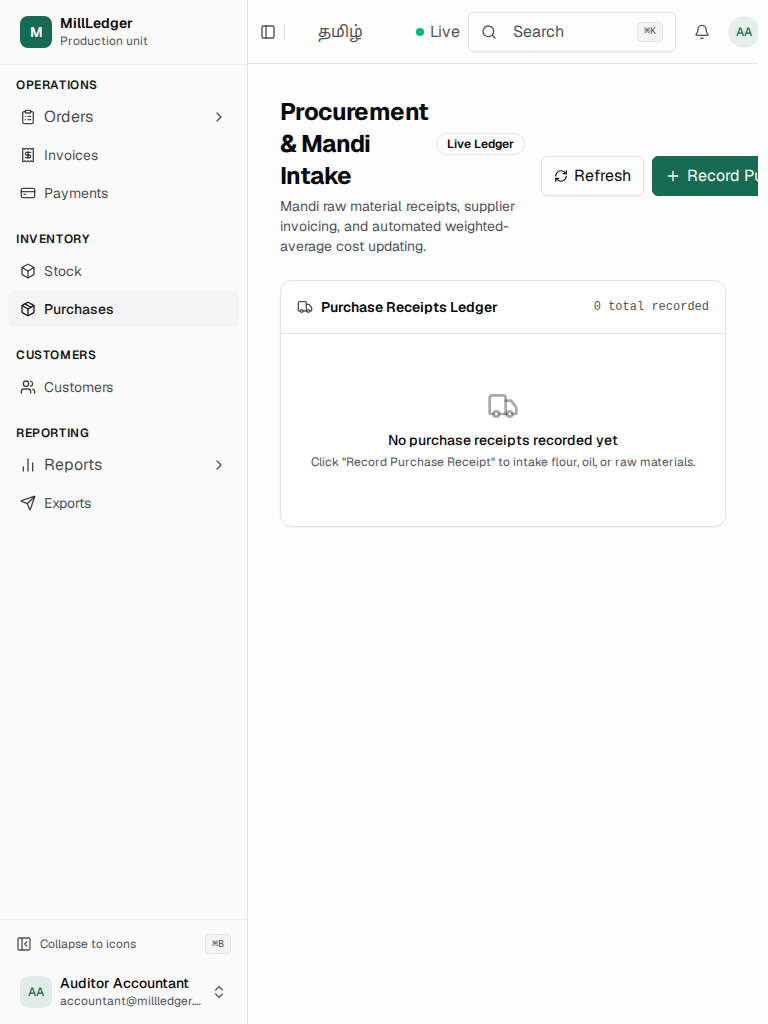 M
MillLedger
Production unit
OPERATIONS
Orders
Invoices
Payments
INVENTORY
Stock
Purchases
CUSTOMERS
Customers
REPORTING
Reports
Exports
Collapse to icons ⌘B
AA
Auditor Accountant
accountant@millledger....
தமிழ் Live Search ⌘K AA
Procurement
& Mandi
Intake
Live Ledger
Mandi raw material receipts, supplier
invoicing, and automated weighted-
average cost updating.
Refresh
Record Pu
Purchase Receipts Ledger 0 total recorded
No purchase receipts recorded yet
Click "Record Purchase Receipt" to intake flour, oil, or raw materials.